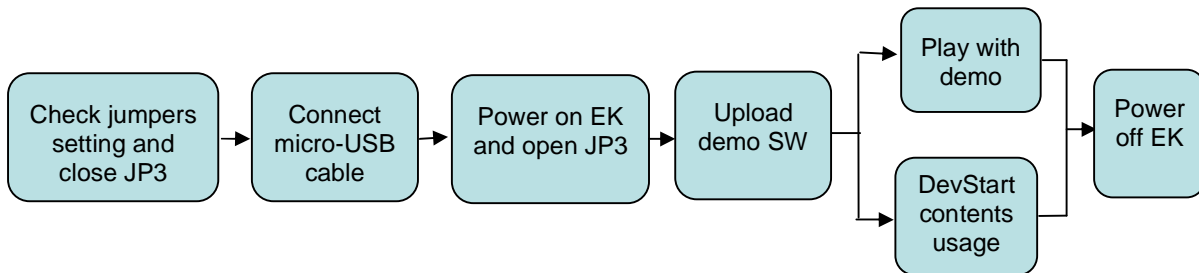 Check jumpers
setting and
close JP3
Connect
micro-USB
cable
Power on EK
and open JP3
Upload
demo SW
Play with
demo
DevStart
contents
usage
Power
off EK